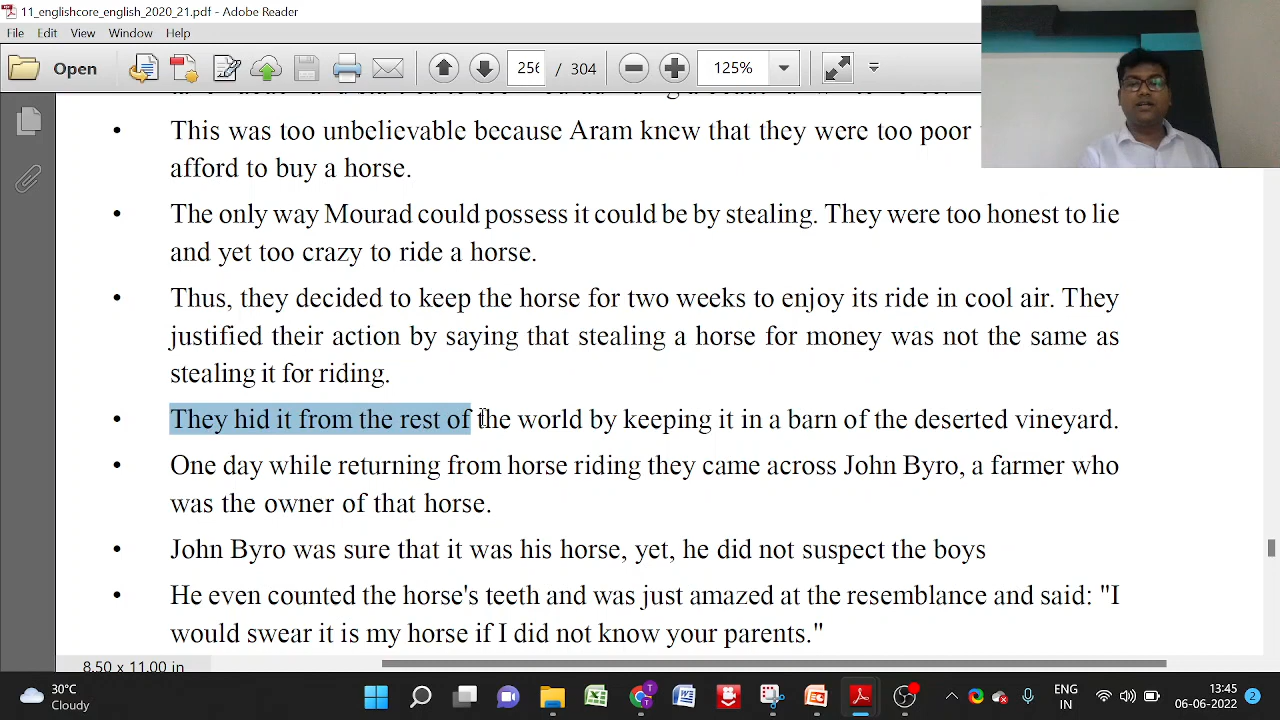 11_englishcore_english_2020_21.pdf - Adobe Reader
File Edit View Window Help
Open 256 / 304 125%
• This was too unbelievable because Aram knew that they were too poor
afford to buy a horse.
• The only way Mourad could possess it could be by stealing. They were too honest to lie
and yet too crazy to ride a horse.
• Thus, they decided to keep the horse for two weeks to enjoy its ride in cool air. They
justified their action by saying that stealing a horse for money was not the same as
stealing it for riding.
• They hid it from the rest of the world by keeping it in a barn of the deserted vineyard.
• One day while returning from horse riding they came across John Byro, a farmer who
was the owner of that horse.
• John Byro was sure that it was his horse, yet, he did not suspect the boys
• He even counted the horse's teeth and was just amazed at the resemblance and said: "I
would swear it is my horse if I did not know your parents."
8.50 x 11.00 in
30°C
Cloudy
ENG
IN
13:45
06-06-2022
2